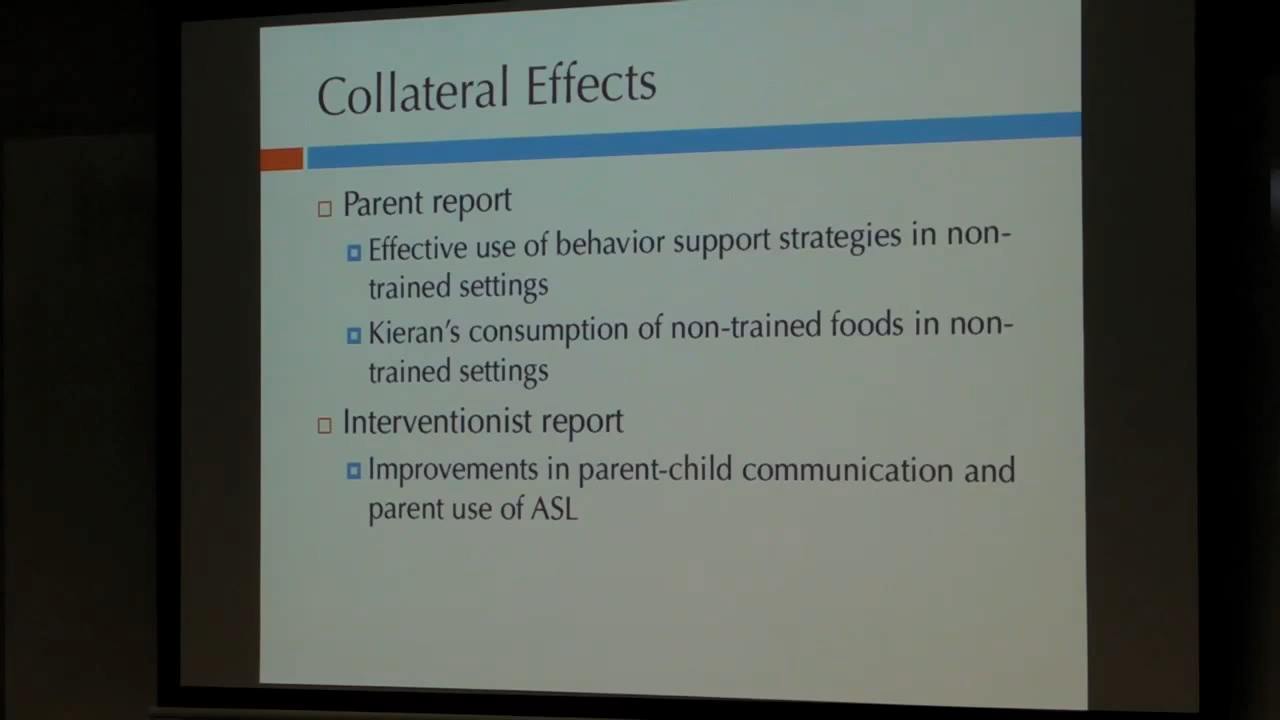 Collateral Effects
Parent report
Effective use of behavior support strategies in non-
trained settings
Kieran's consumption of non-trained foods in non-
trained settings
Interventionist report
Improvements in parent-child communication and
parent use of ASL